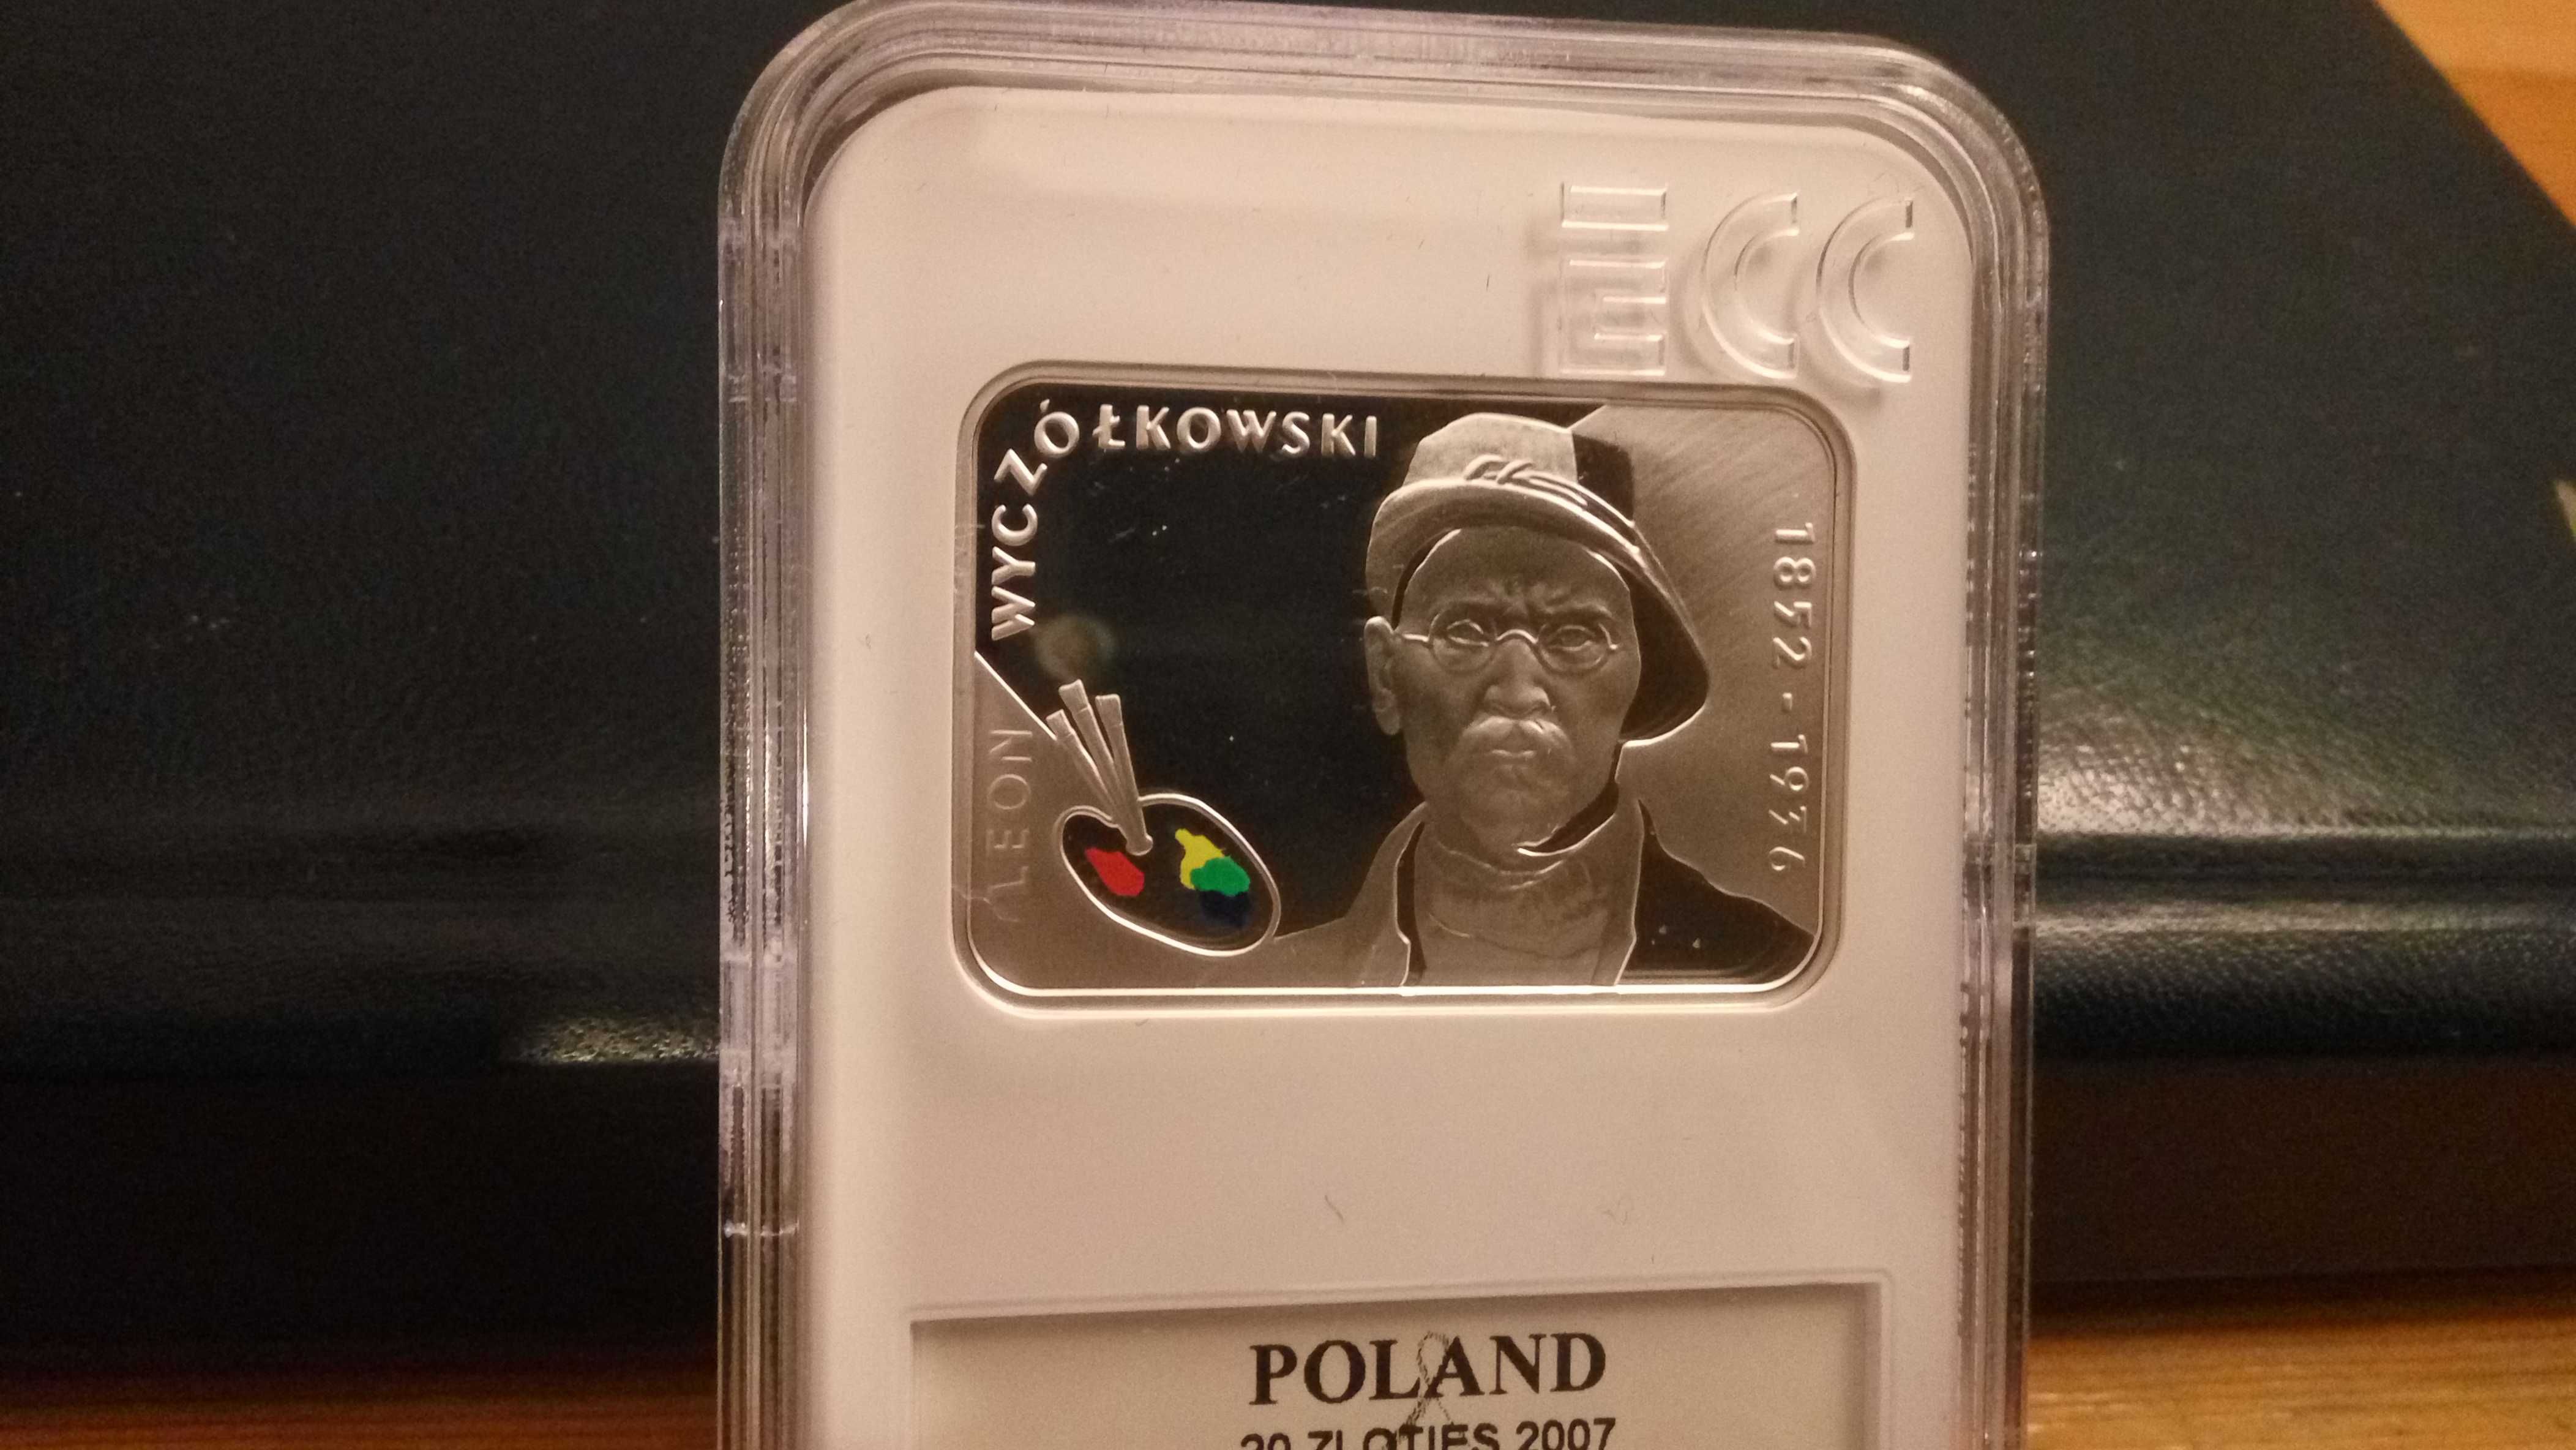 ECC
LEON
WYCZÓŁKOWSKI
1852 - 1936
POLAND
20 ZLOTIES 2007